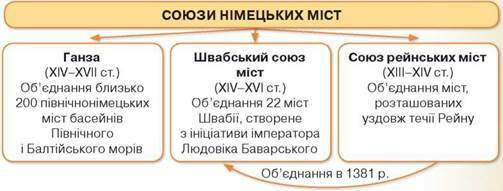 СОЮЗИ НІМЕЦЬКИХ МІСТ
Ганза
(XIV–XVII ст.)
Об'єднання близько
200 північнонімецьких
міст басейнів
Північного
і Балтійського морів
Швабський союз
міст
(XIV–XVI ст.)
Об'єднання 22 міст
Швабії, створене
з ініціативи імператора
Людовіка Баварського
Союз рейнських міст
(XIII–XIV ст.)
Об'єднання міст,
розташованих
уздовж течії Рейну
Об'єднання в 1381 р.